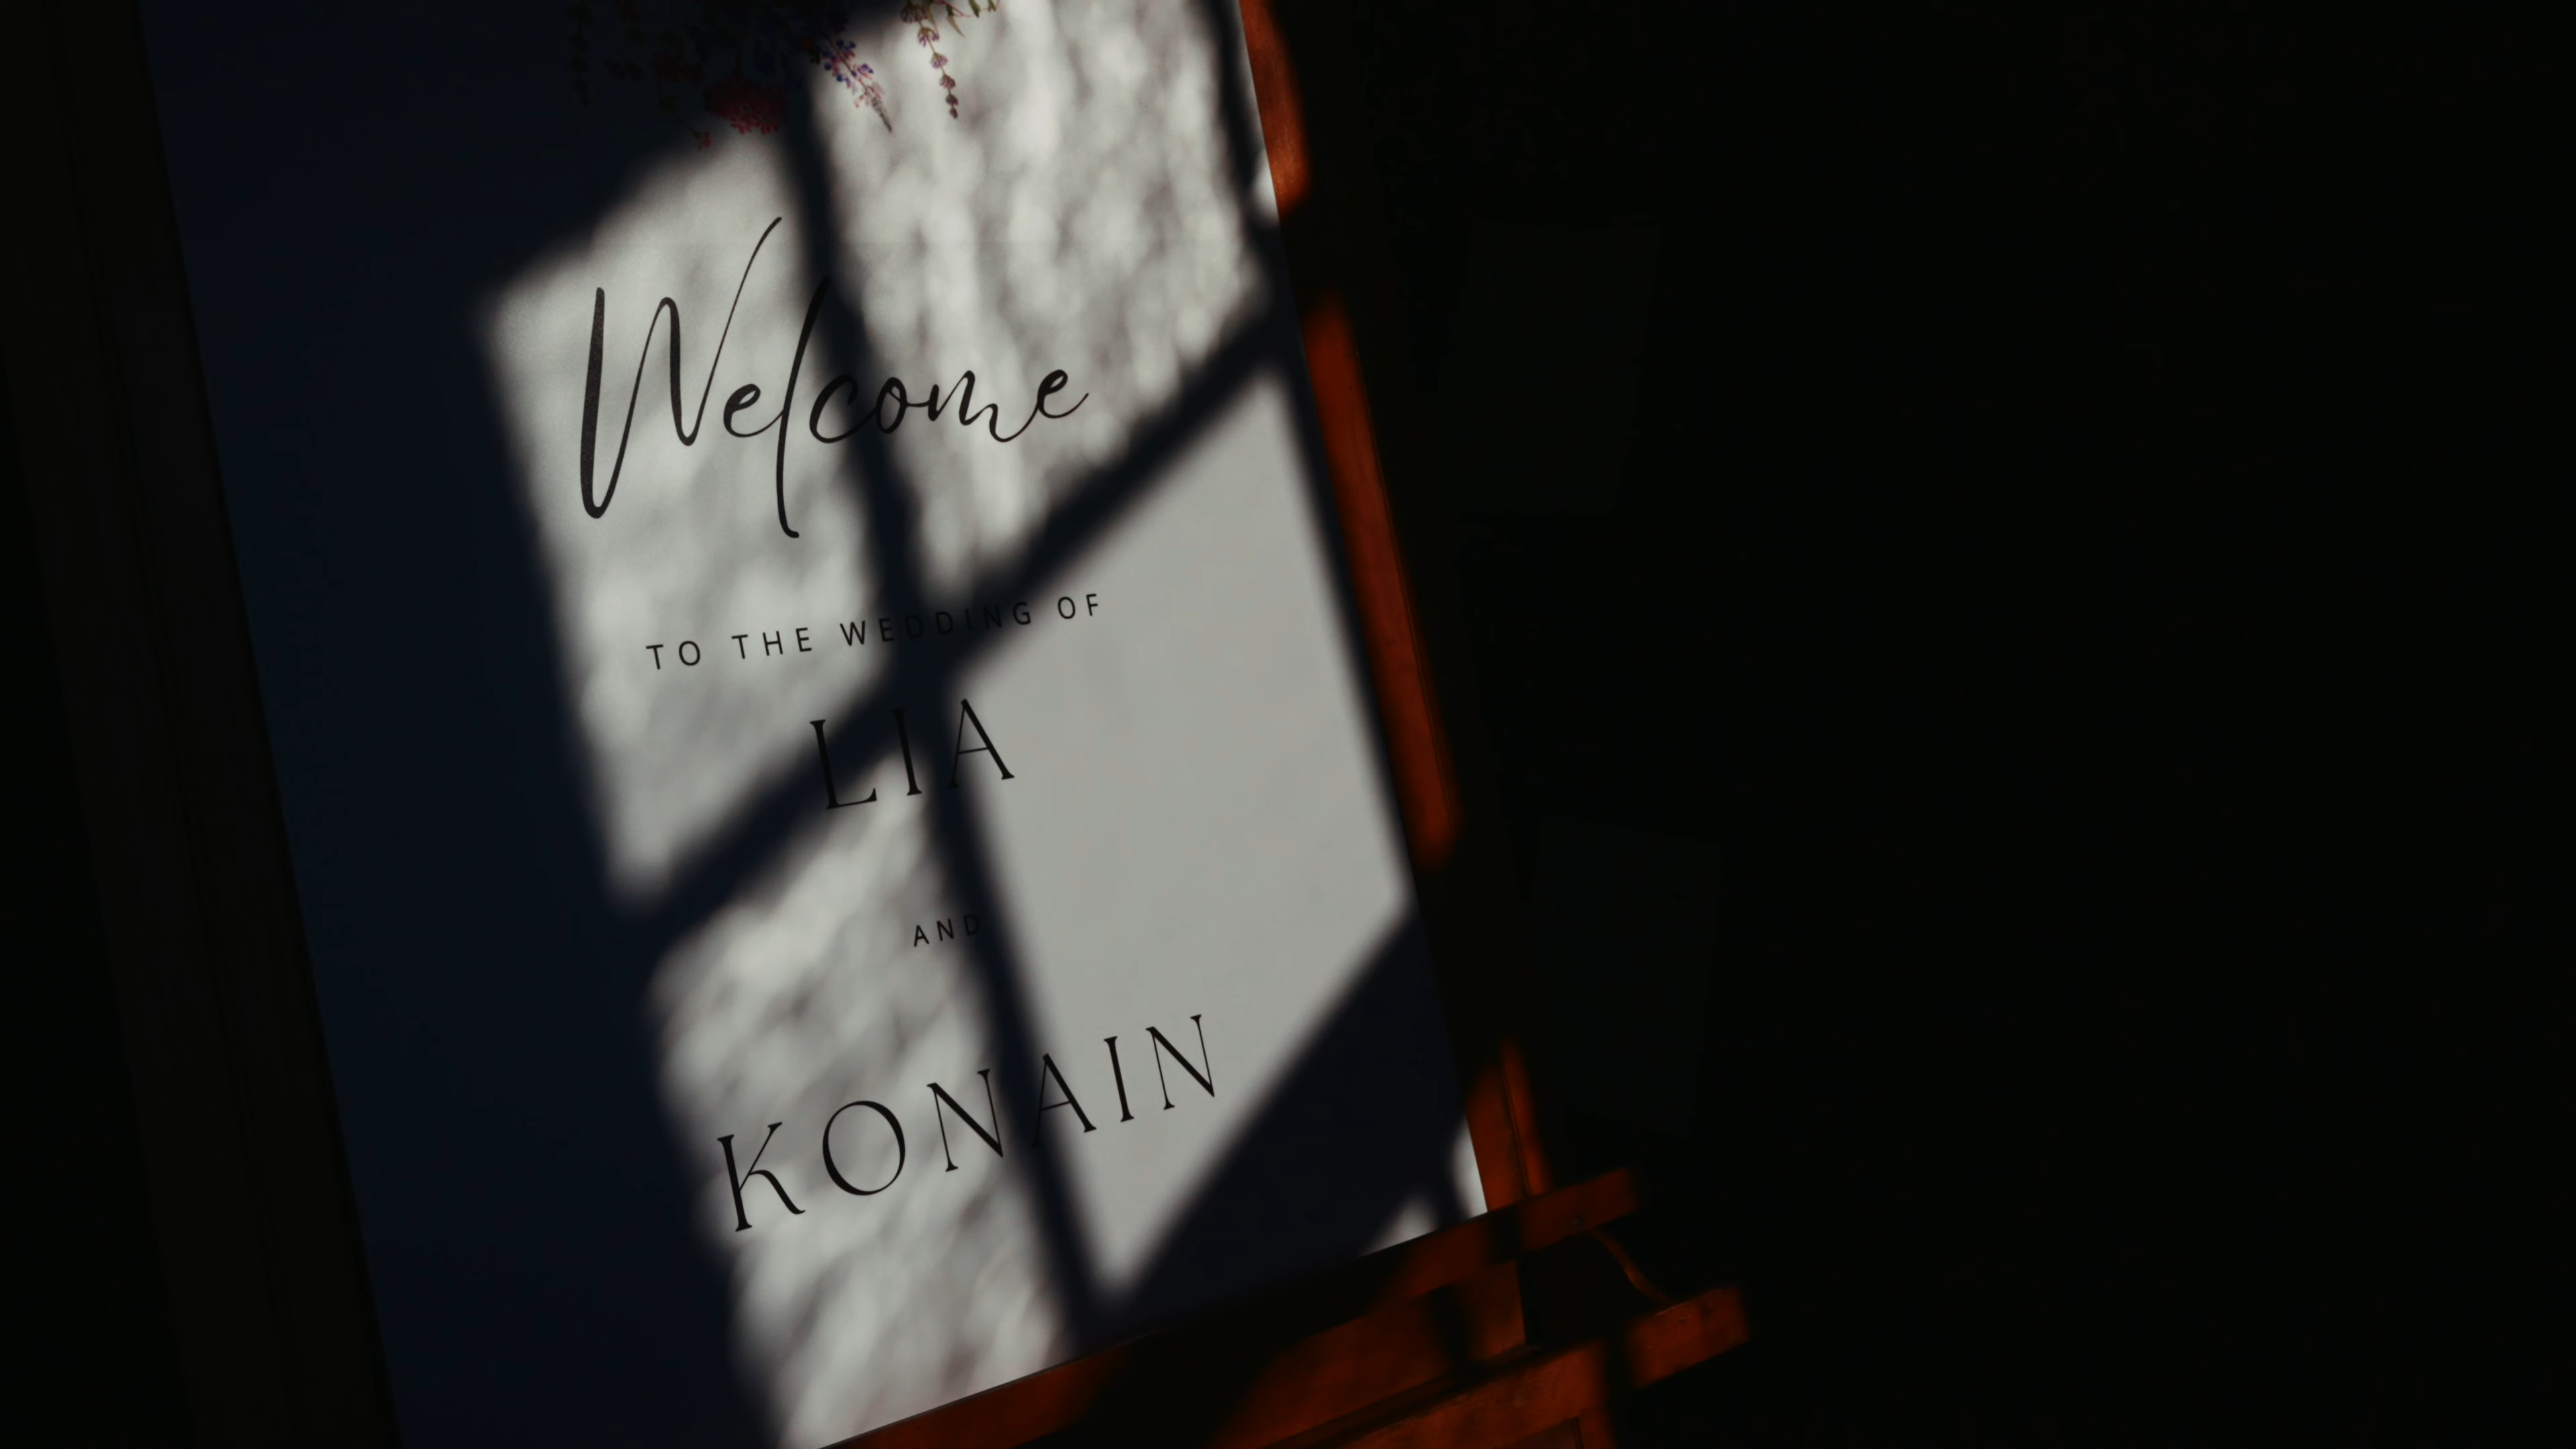 Welcome
TO THE WEDDING OF
LIA
AND
KONAIN